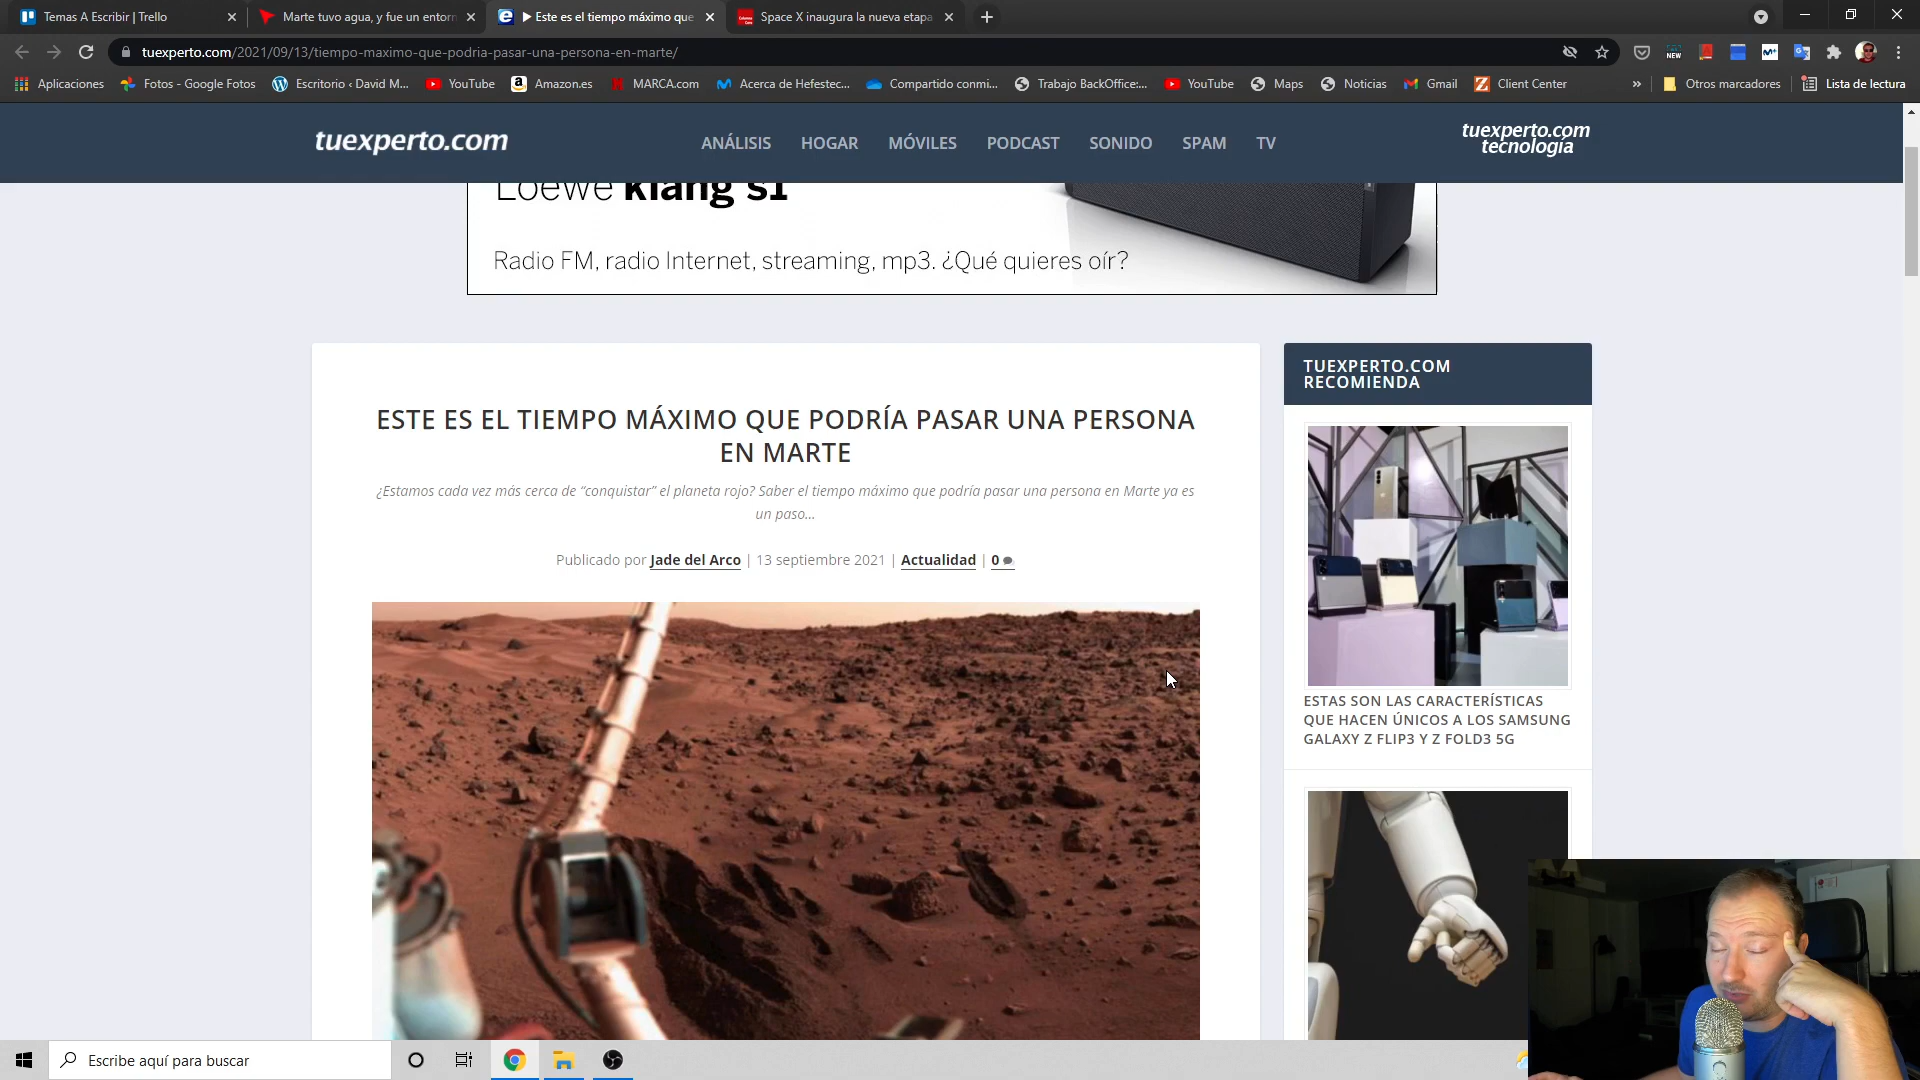 Temas A Escribir | Trello
Marte tuvo agua, y fue un entorn
Este es el tiempo máximo que
Space X inaugura la nueva etapa
tuexperto.com/2021/09/13/tiempo-maximo-que-podria-pasar-una-persona-en-marte/
NEW
Aplicaciones
Fotos - Google Fotos
Escritorio ‹ David M...
YouTube
Amazon.es
MARCA.com
Acerca de Hefestec...
Compartido conmi...
Trabajo BackOffice:...
YouTube
Maps
Noticias
Gmail
Client Center
»
Otros marcadores
Lista de lectura
tuexperto.com
ANÁLISIS
HOGAR
MÓVILES
PODCAST
SONIDO
SPAM
TV
tuexperto.com
tecnología
Loewe klang s1
Radio FM, radio Internet, streaming, mp3. ¿Qué quieres oír?
ESTE ES EL TIEMPO MÁXIMO QUE PODRÍA PASAR UNA PERSONA
EN MARTE
¿Estamos cada vez más cerca de “conquistar” el planeta rojo? Saber el tiempo máximo que podría pasar una persona en Marte ya es
un paso...
Publicado por Jade del Arco | 13 septiembre 2021 | Actualidad | 0
TUEXPERTO.COM
RECOMIENDA
ESTAS SON LAS CARACTERÍSTICAS
QUE HACEN ÚNICOS A LOS SAMSUNG
GALAXY Z FLIP3 Y Z FOLD3 5G
Escribe aquí para buscar